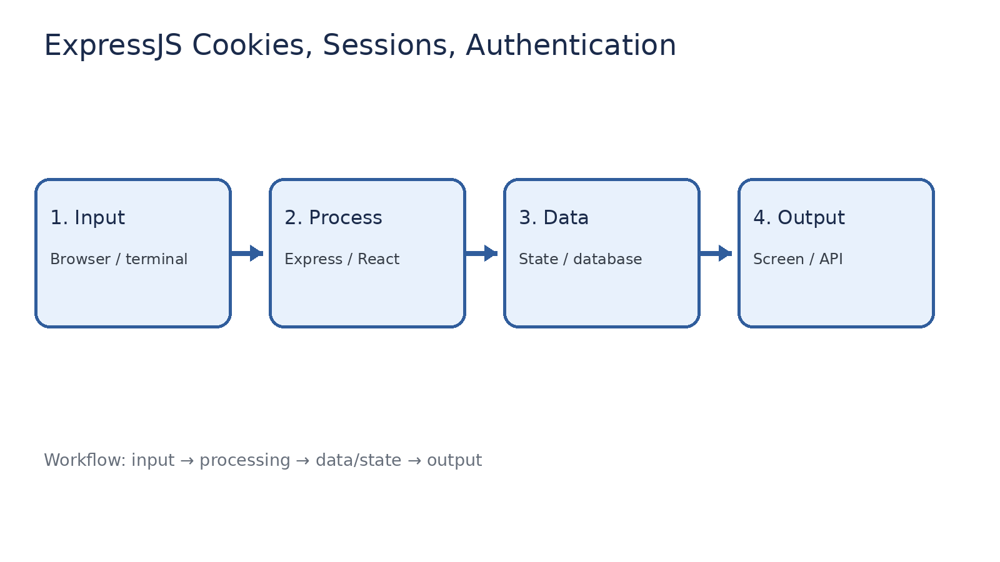 ExpressJS Cookies, Sessions, Authentication
1. Input
Browser / terminal
2. Process
Express / React
3. Data
State / database
4. Output
Screen / API
Workflow: input → processing → data/state → output